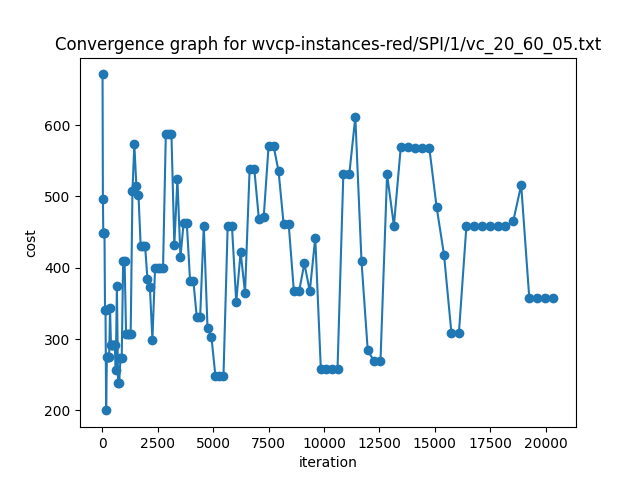 Convergence graph for wvcp-instances-red/SPI/1/vc_20_60_05.txt
600
500
400
300
200
cost
0 2500 5000 7500 10000 12500 15000 17500 20000
iteration